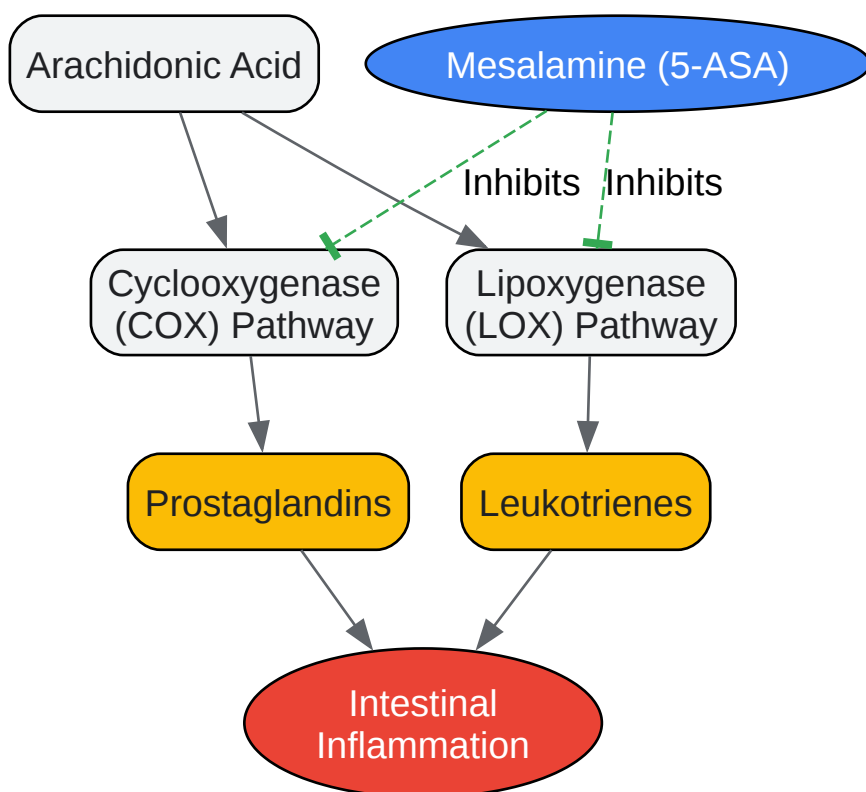 Arachidonic Acid
Mesalamine (5-ASA)
Inhibits
Inhibits
Cyclooxygenase
(COX) Pathway
Lipoxygenase
(LOX) Pathway
Prostaglandins
Leukotrienes
Intestinal
Inflammation